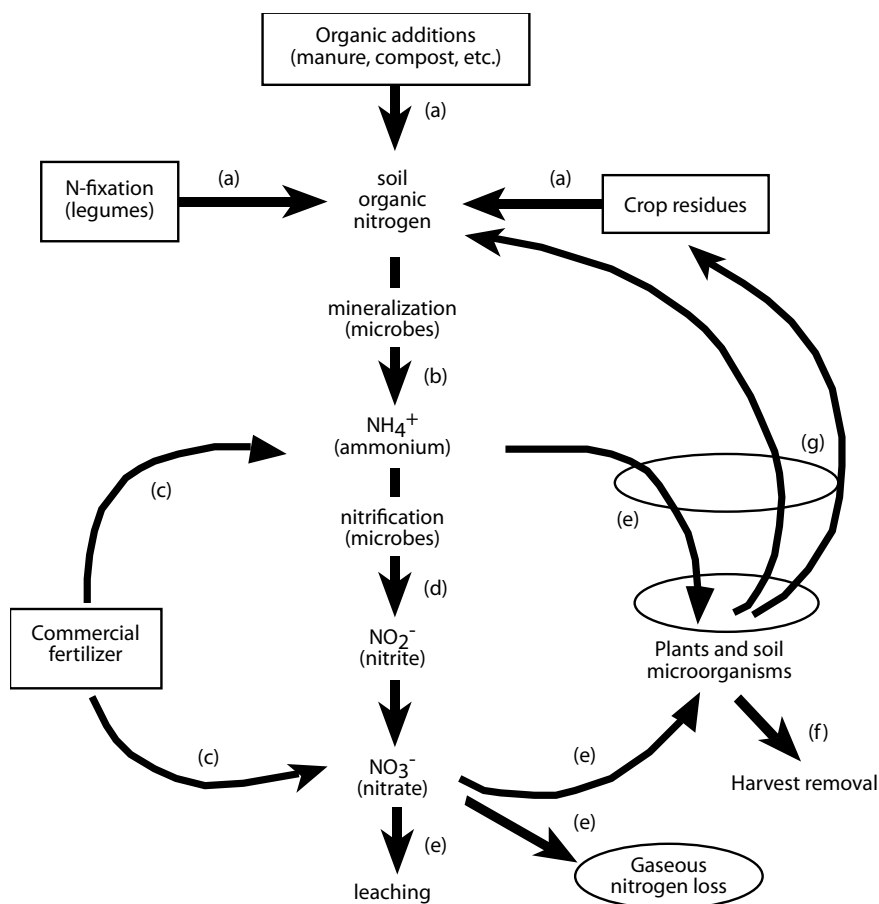 Organic additions
(manure, compost, etc.)
(a)
N-fixation
(legumes)
(a)
soil
organic
nitrogen
(a)
Crop residues
mineralization
(microbes)
(b)
NH₄⁺
(ammonium)
(c)
(g)
(e)
nitrification
(microbes)
(d)
Commercial
fertilizer
NO₂⁻
(nitrite)
Plants and soil
microorganisms
(c)
NO₃⁻
(nitrate)
(e)
(f)
Harvest removal
(e)
(e)
leaching
Gaseous
nitrogen loss